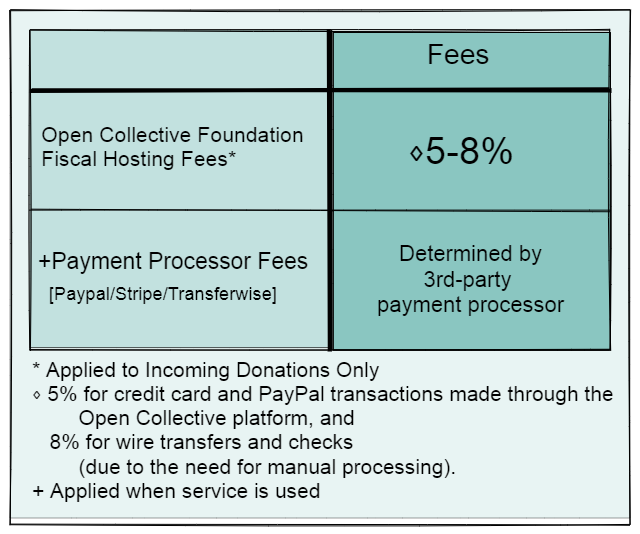 Fees
Open Collective Foundation
Fiscal Hosting Fees*
⬨5-8%
+Payment Processor Fees
[Paypal/Stripe/Transferwise]
Determined by
3rd-party
payment processor
* Applied to Incoming Donations Only
⬨ 5% for credit card and PayPal transactions made through the
Open Collective platform, and
8% for wire transfers and checks
(due to the need for manual processing).
+ Applied when service is used